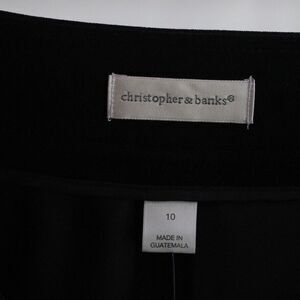 christopher & banks®
10
MADE IN
GUATEMALA